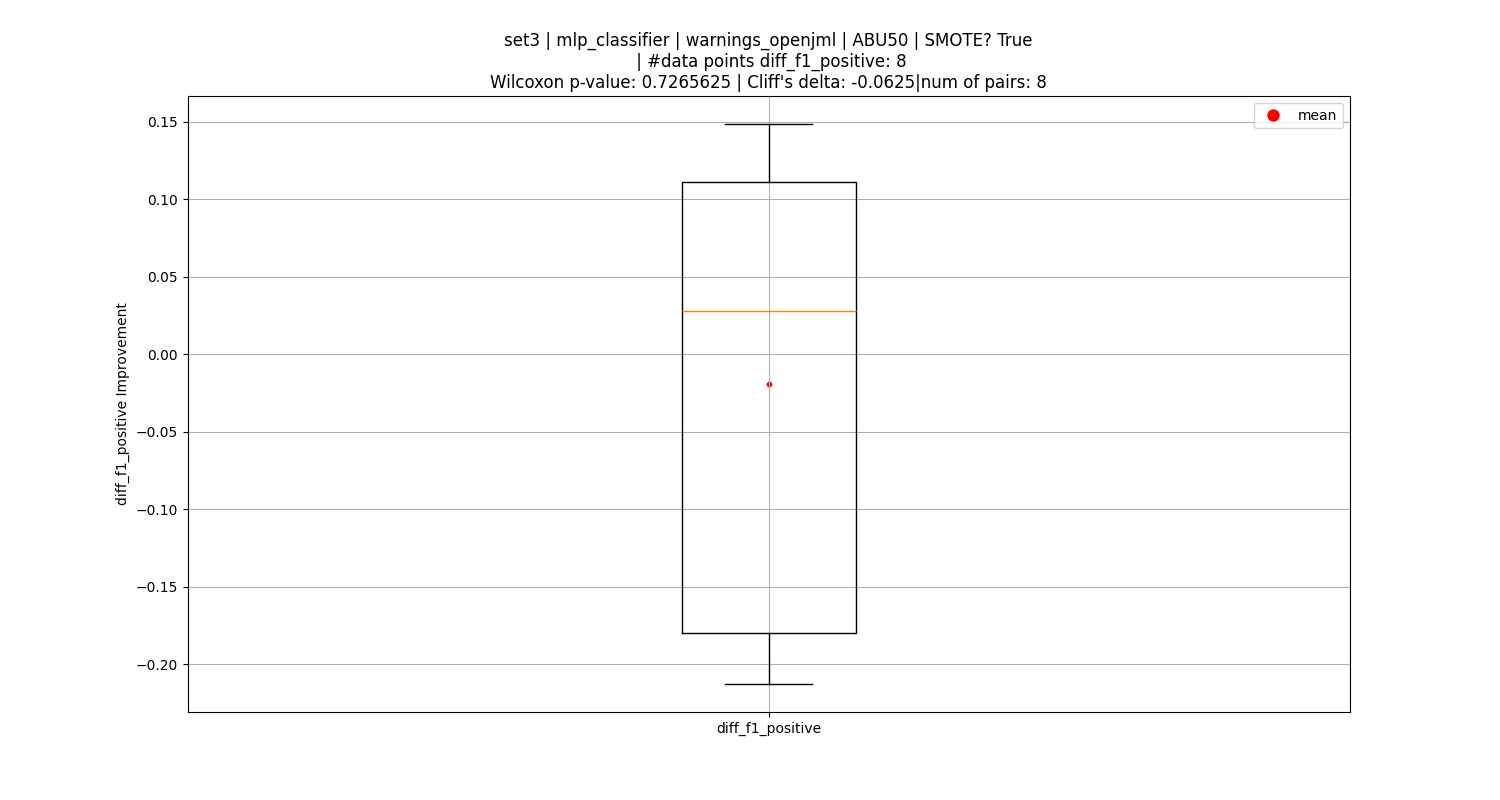 set3 | mlp_classifier | warnings_openjml | ABU50 | SMOTE? True
| #data points diff_f1_positive: 8
Wilcoxon p-value: 0.7265625 | Cliff's delta: -0.0625|num of pairs: 8
mean
0.15
0.10
0.05
0.00
−0.05
−0.10
−0.15
−0.20
diff_f1_positive Improvement
diff_f1_positive